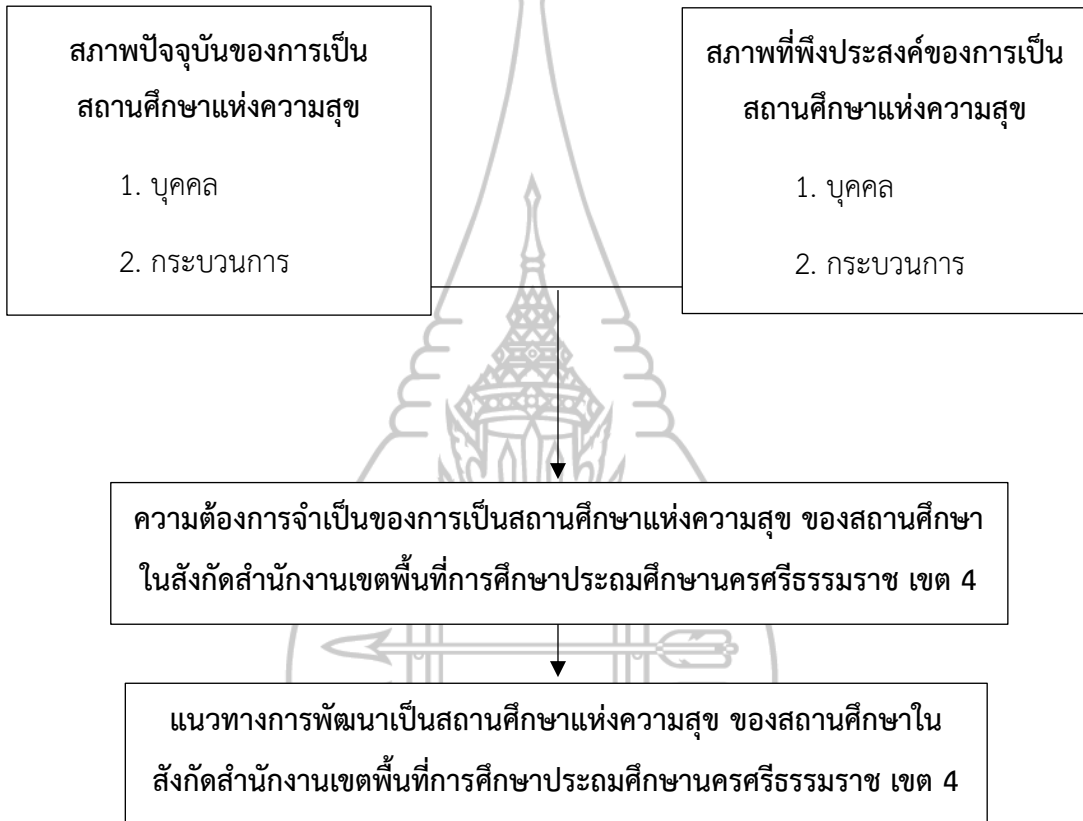 สภาพปัจจุบันของการเป็น
สถานศึกษาแห่งความสุข
1. บุคคล
2. กระบวนการ
สภาพที่พึงประสงค์ของการเป็น
สถานศึกษาแห่งความสุข
1. บุคคล
2. กระบวนการ
ความต้องการจำเป็นของการเป็นสถานศึกษาแห่งความสุข ของสถานศึกษา
ในสังกัดสำนักงานเขตพื้นที่การศึกษาประถมศึกษานครศรีธรรมราช เขต 4
แนวทางการพัฒนาเป็นสถานศึกษาแห่งความสุข ของสถานศึกษาใน
สังกัดสำนักงานเขตพื้นที่การศึกษาประถมศึกษานครศรีธรรมราช เขต 4